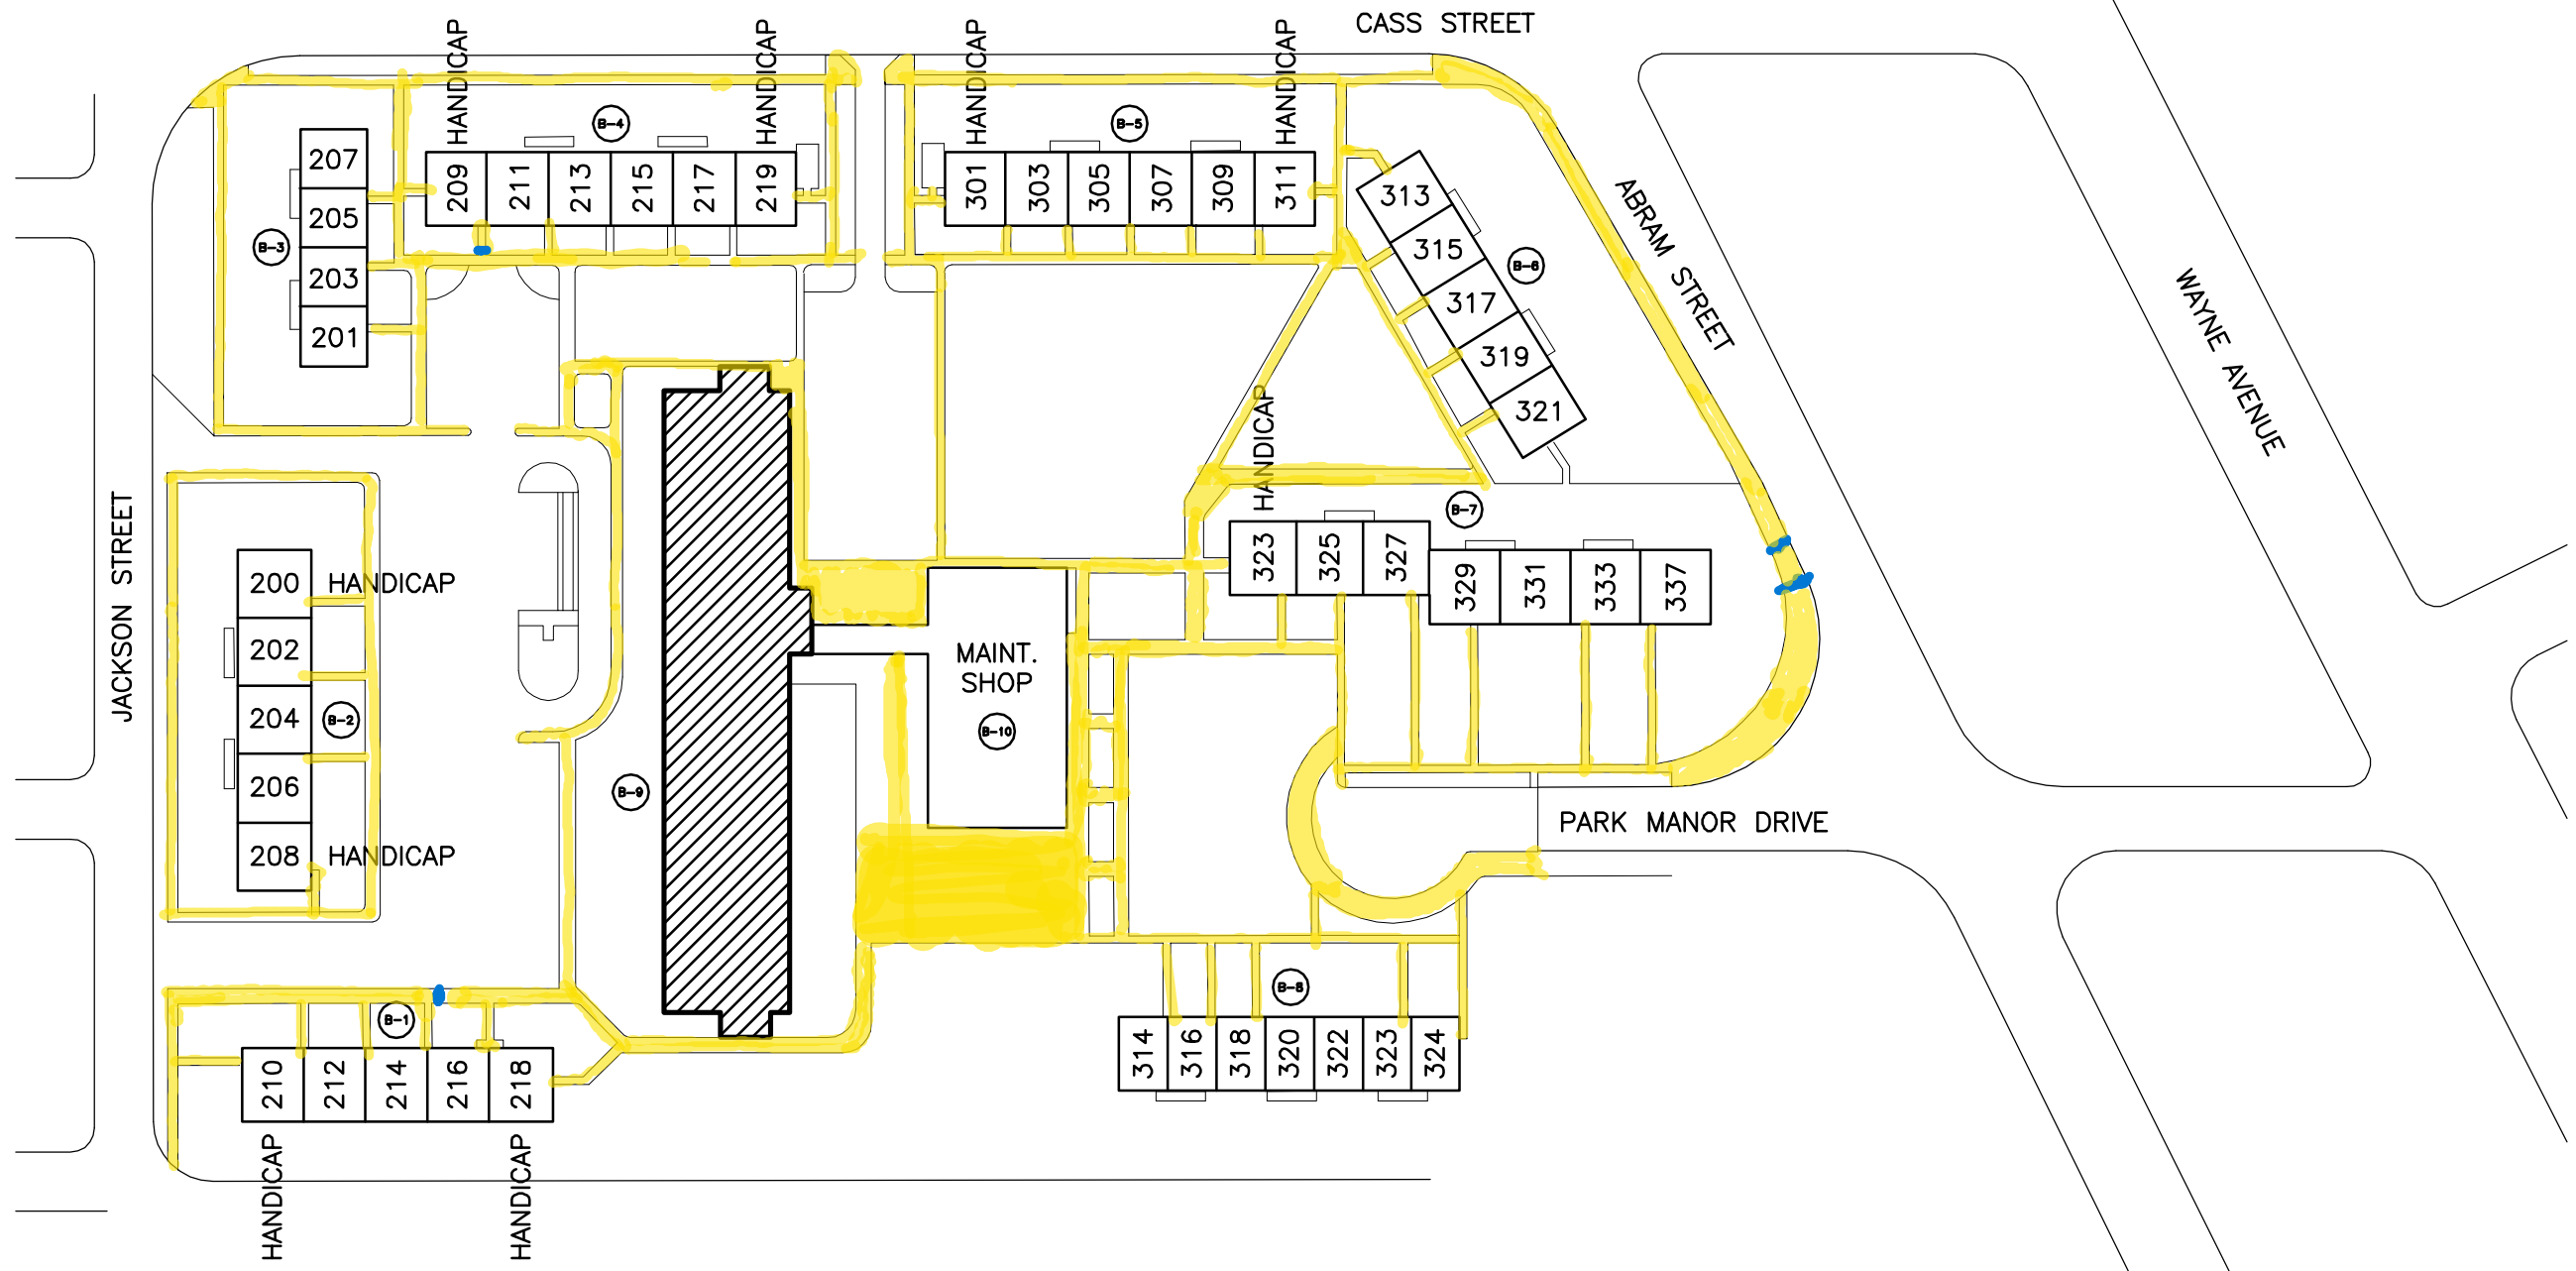 CASS STREET
HANDICAP
HANDICAP
HANDICAP
HANDICAP
B-4
B-5
207
205
203
201
B-3
209
211
213
215
217
219
301
303
305
307
309
311
313
315
317
319
321
B-6
ABRAM STREET
WAYNE AVENUE
HANDICAP
B-7
JACKSON STREET
200 HANDICAP
202
204
206
208 HANDICAP
B-2
323
325
327
329
331
333
337
MAINT.
SHOP
B-10
B-9
PARK MANOR DRIVE
B-8
B-1
210
212
214
216
218
314
316
318
320
322
323
324
HANDICAP
HANDICAP